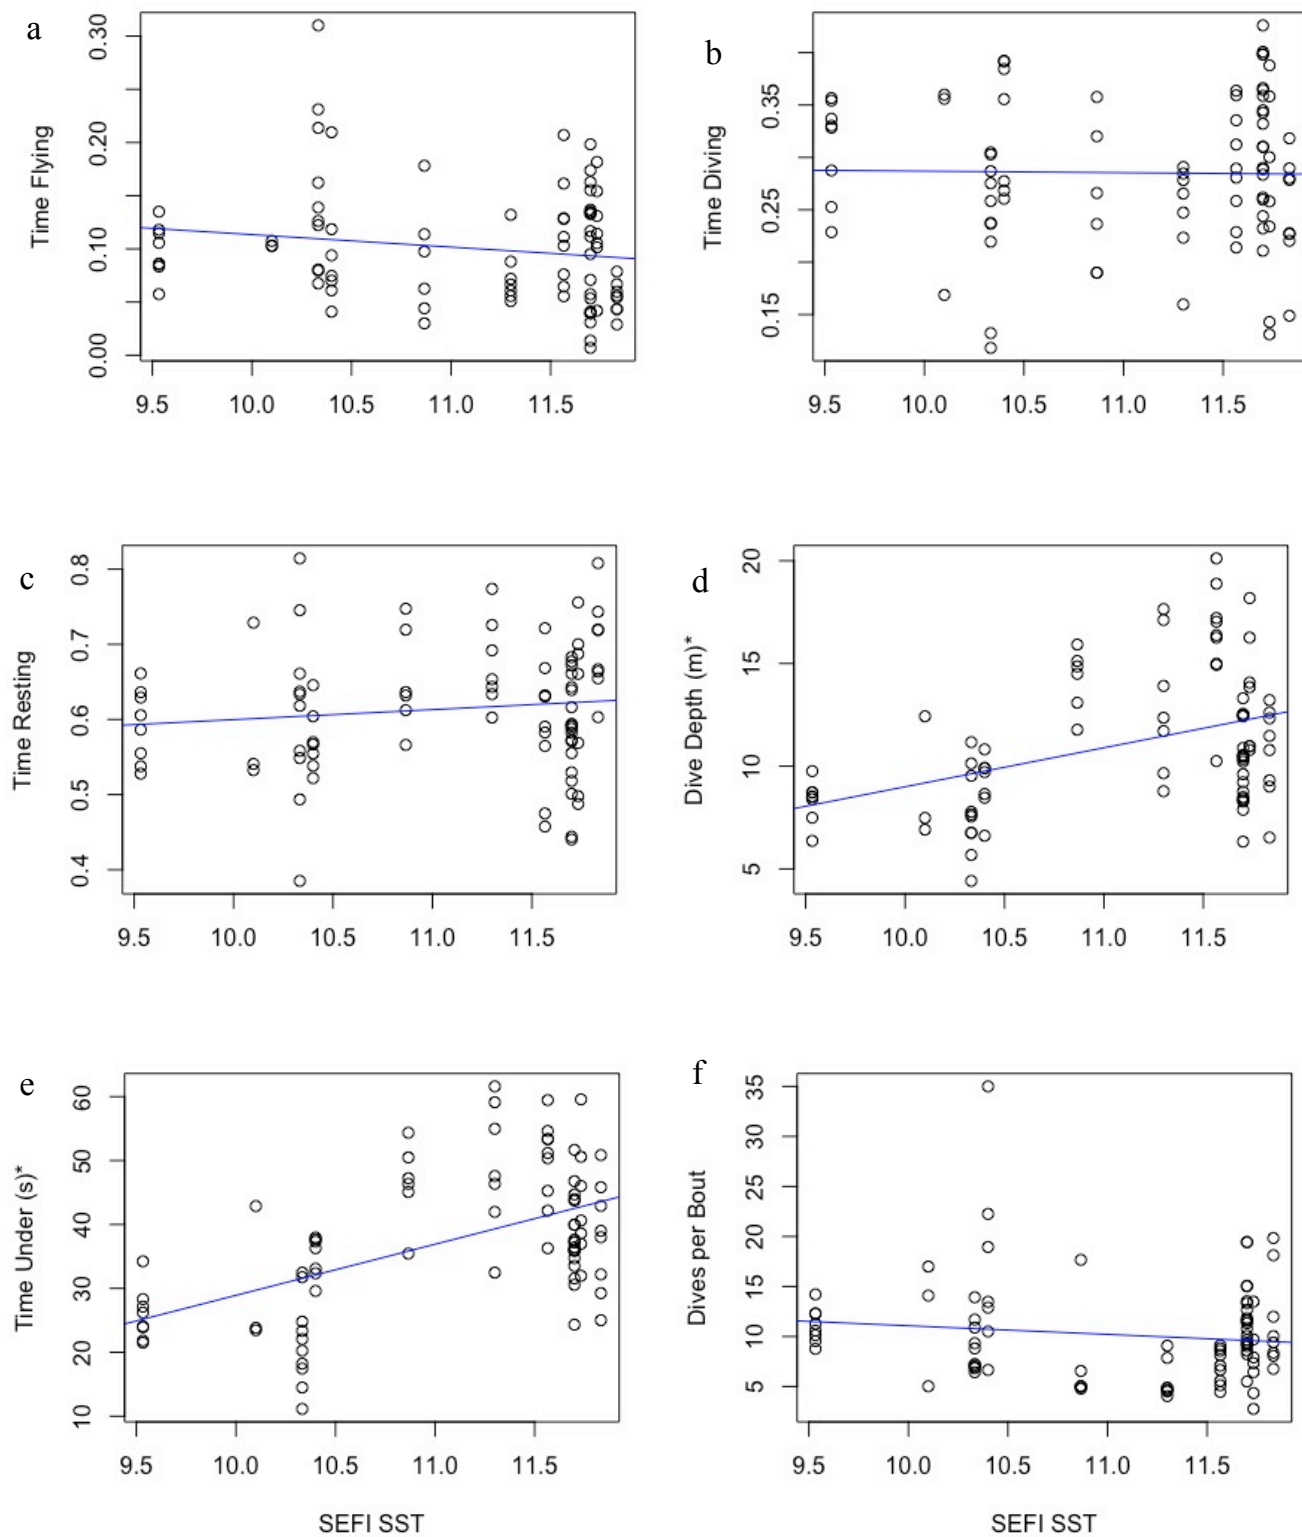 a
Time Flying
0.30
0.20
0.10
0.00
9.5 10.0 10.5 11.0 11.5
b
Time Diving
0.35
0.25
0.15
9.5 10.0 10.5 11.0 11.5
c
Time Resting
0.8
0.7
0.6
0.5
0.4
9.5 10.0 10.5 11.0 11.5
d
Dive Depth (m)*
20
15
10
5
9.5 10.0 10.5 11.0 11.5
e
Time Under (s)*
60
50
40
30
20
10
9.5 10.0 10.5 11.0 11.5
SEFI SST
f
Dives per Bout
35
30
25
20
15
10
5
9.5 10.0 10.5 11.0 11.5
SEFI SST